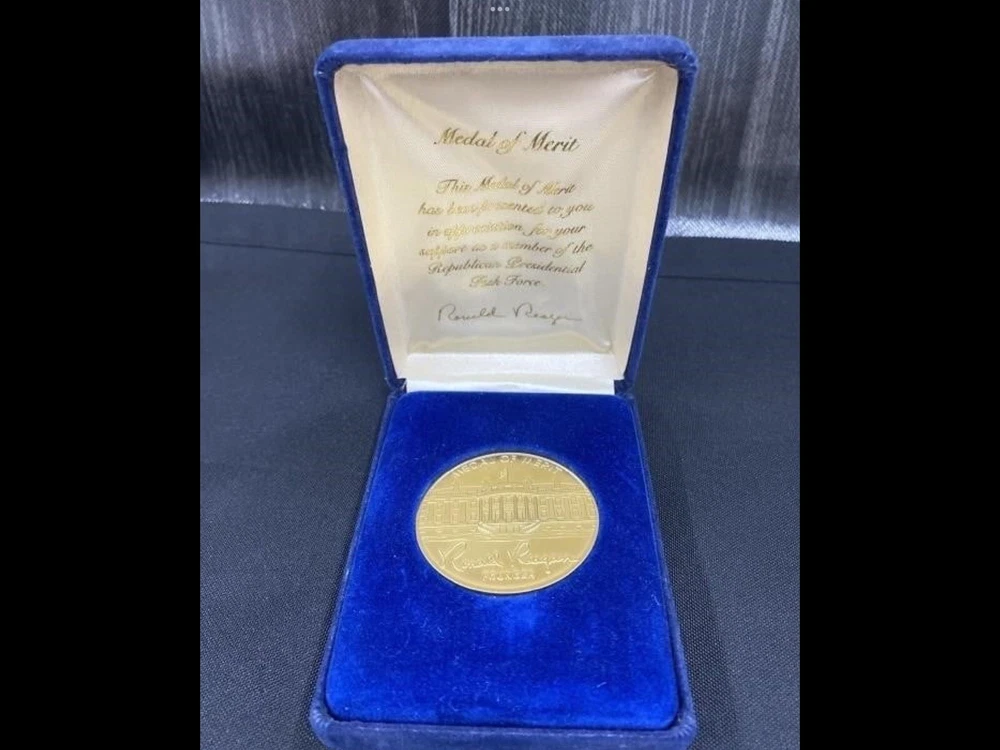 Medal of Merit
This Medal of Merit
has been presented to you
in appreciation for your
support as a member of the
Republican Presidential
Task Force.
Ronald Reagan
MEDAL OF MERIT
Ronald Reagan
FOUNDER